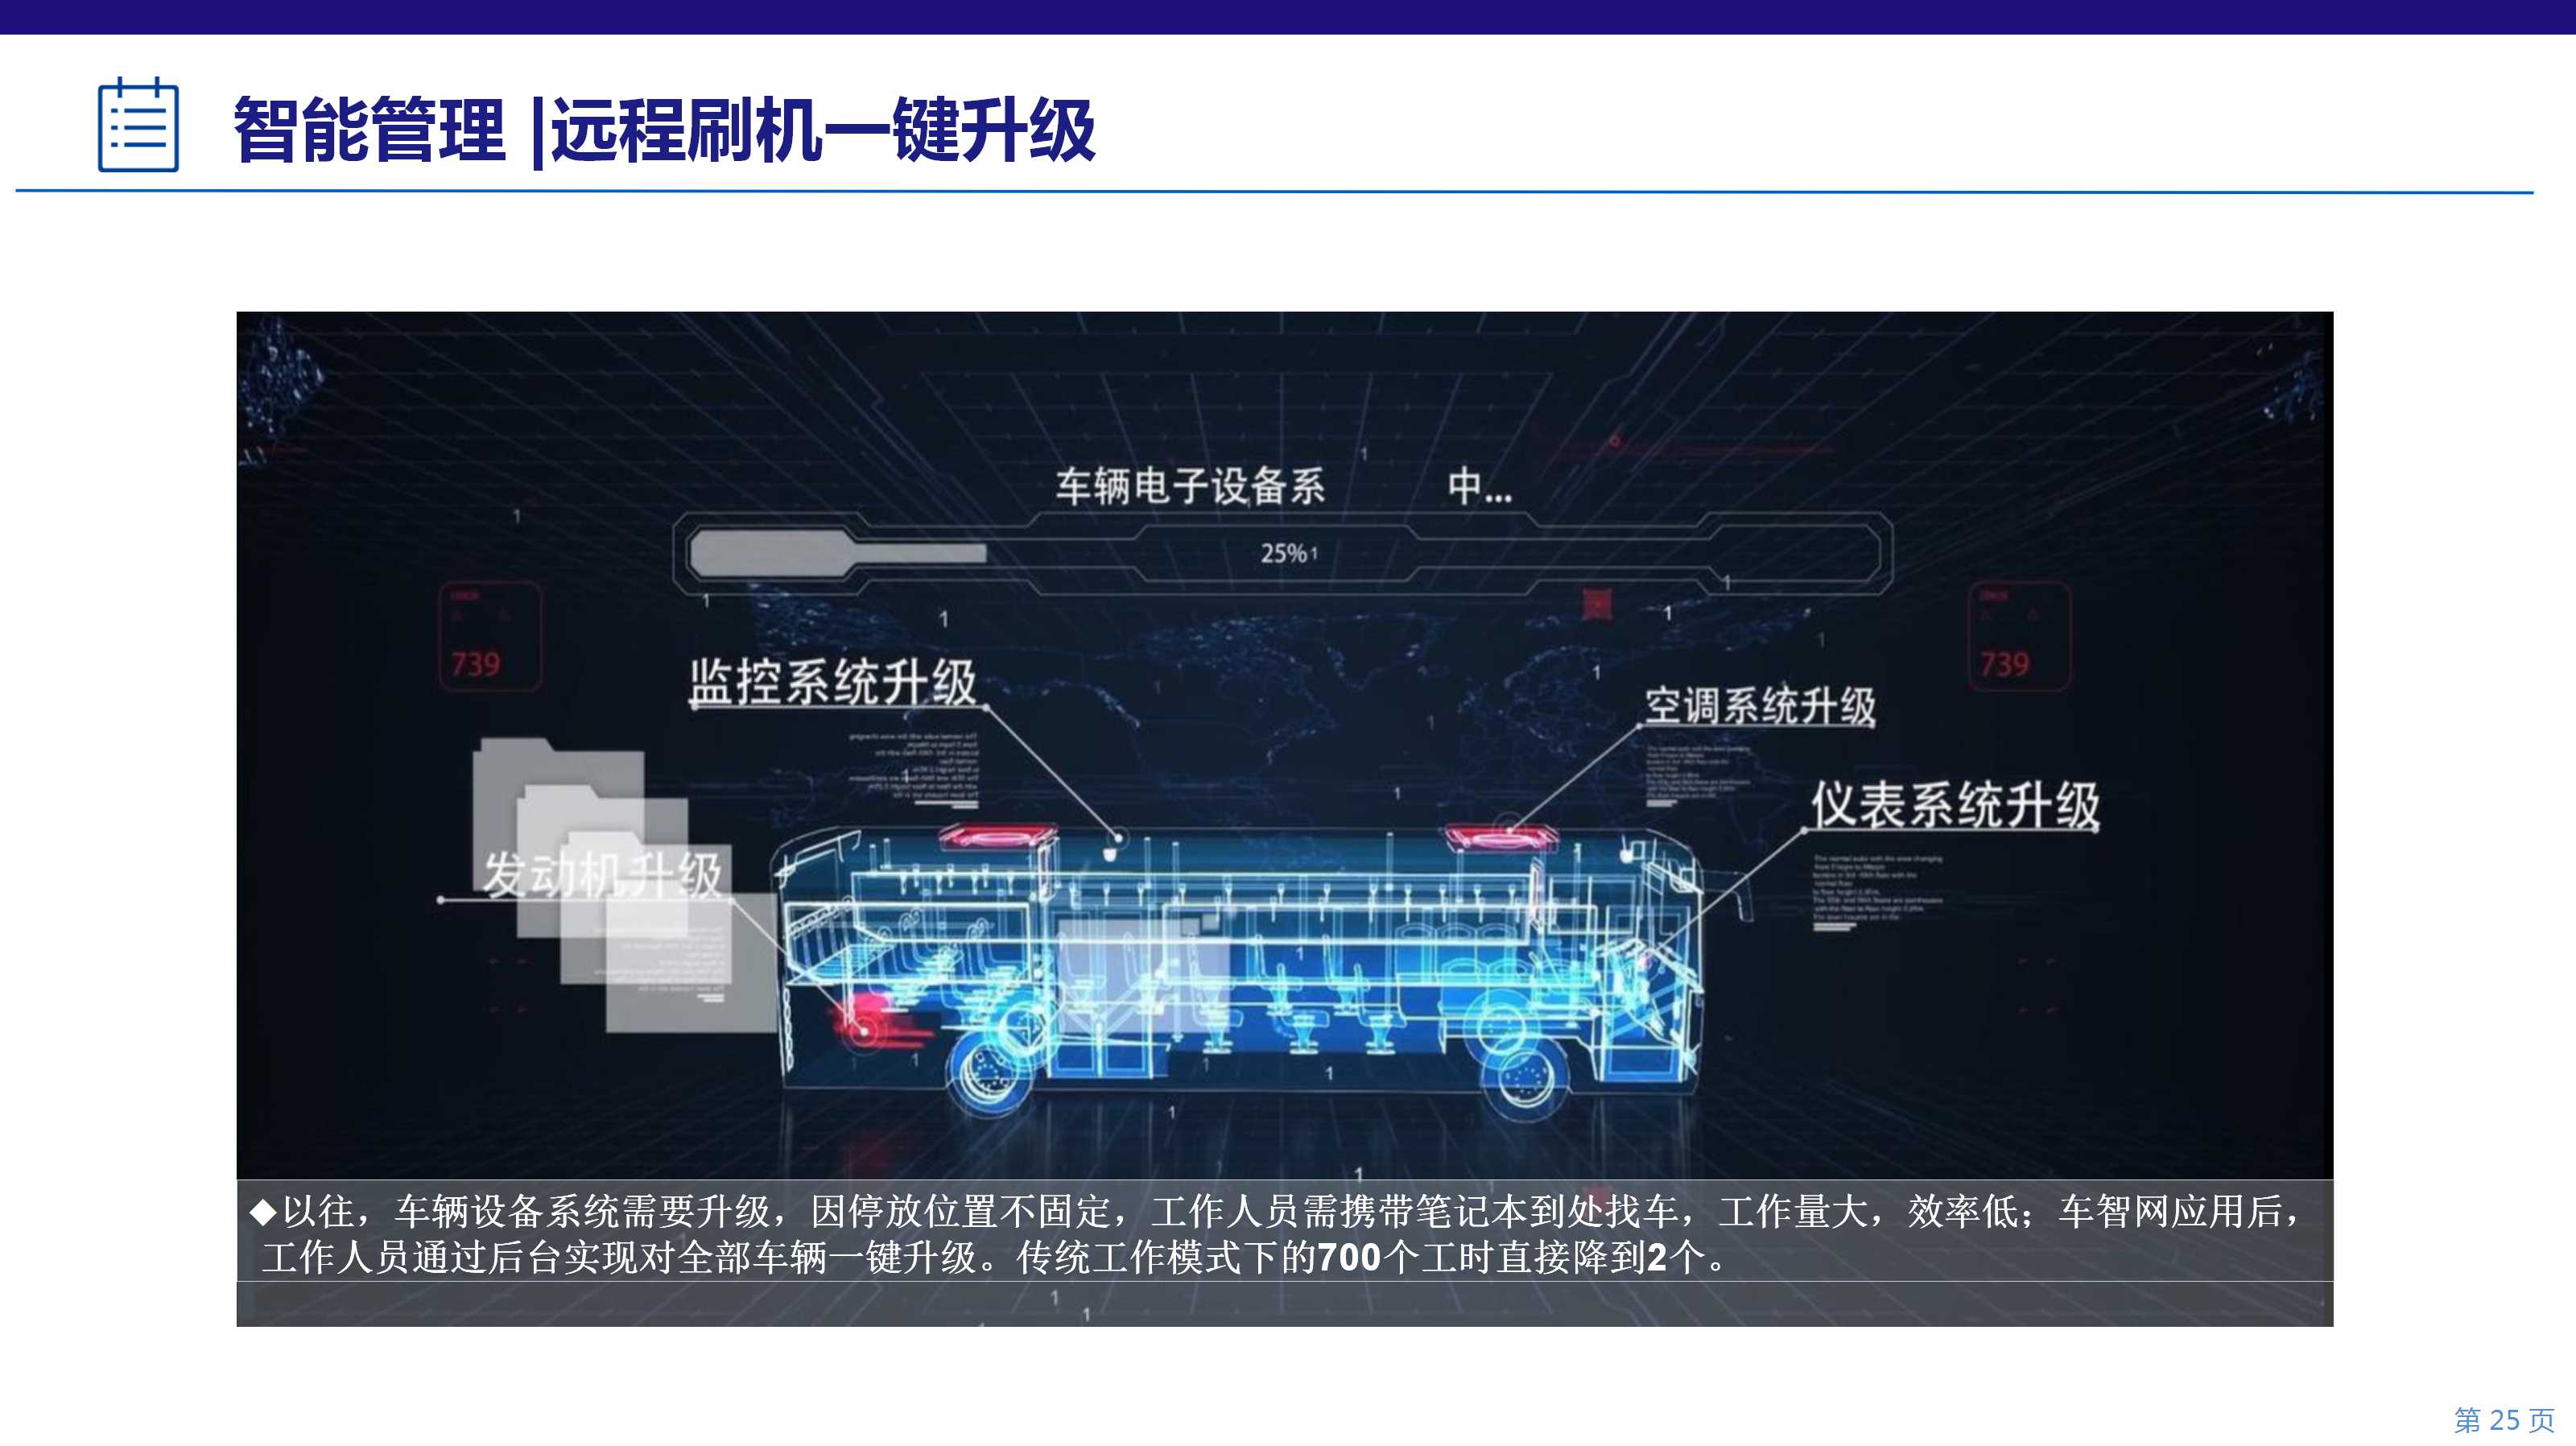 智能管理 |远程刷机一键升级
车辆电子设备系 中...
25%
739
739
监控系统升级
空调系统升级
仪表系统升级
发动机升级
◆以往，车辆设备系统需要升级，因停放位置不固定，工作人员需携带笔记本到处找车，工作量大，效率低；车智网应用后，
工作人员通过后台实现对全部车辆一键升级。传统工作模式下的700个工时直接降到2个。
第 25 页